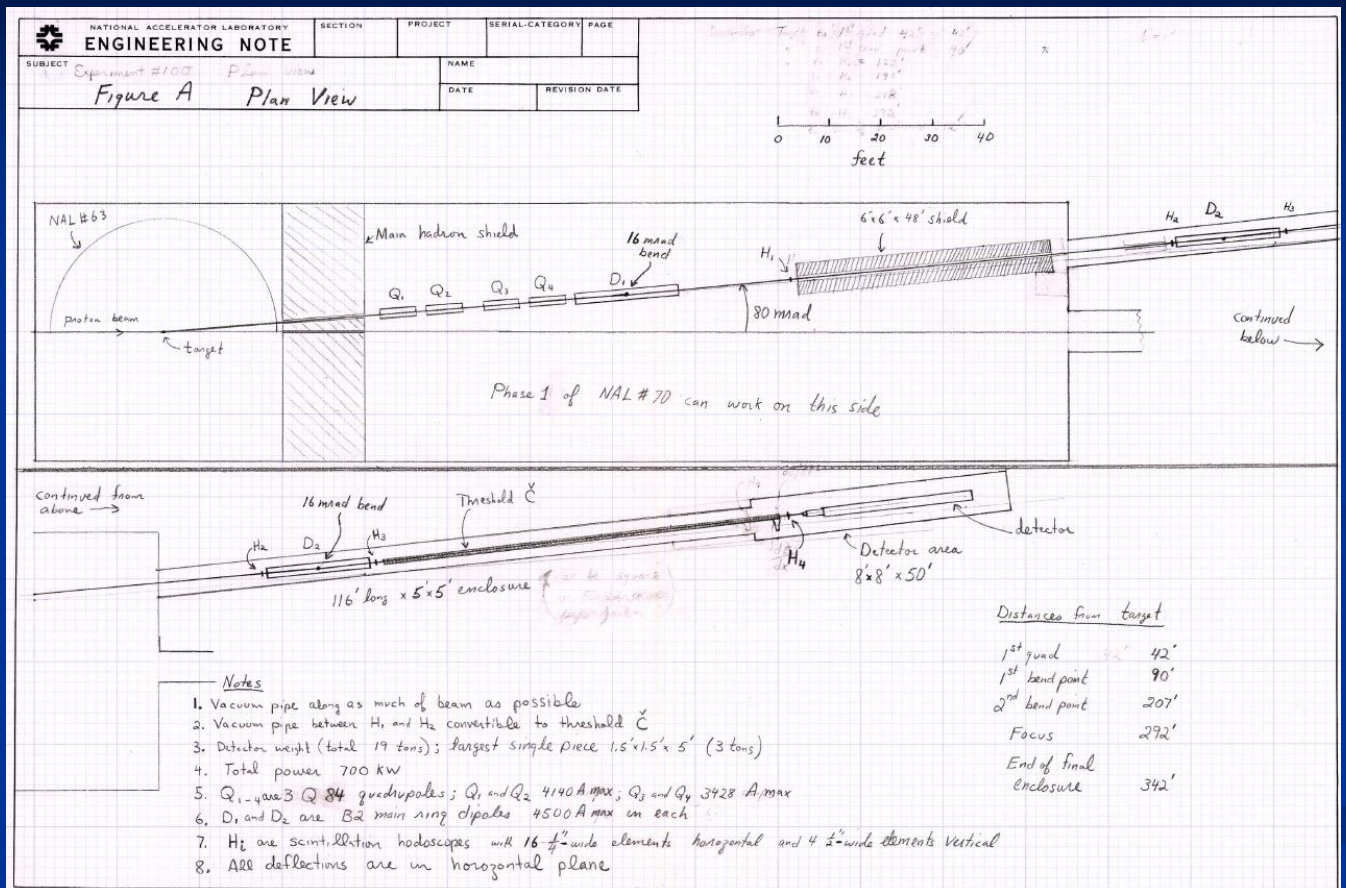 NATIONAL ACCELERATOR LABORATORY
ENGINEERING NOTE
SECTION
PROJECT
SERIAL-CATEGORY
PAGE
SUBJECT
Experiment #100 Plan view
Figure A Plan View
NAME
DATE
REVISION DATE
0 10 20 30 40
feet
NAL #63
Main hadron shield
16 mrad
bend
6'x6'x48' shield
H2
D2
H3
Q1
Q2
Q3
Q4
D1
H1
proton beam
target
80 mrad
continued
below →
Phase 1 of NAL #70 can work on this side
continued from
above →
16 mrad bend
Threshold Č
H2
D2
H3
H4
detector
Detector area
8'x8'x50'
116' long x 5'x5' enclosure
Distances from target
1st quad 42'
1st bend point 90'
2nd bend point 207'
Focus 292'
End of final
enclosure 342'
Notes
1. Vacuum pipe along as much of beam as possible
2. Vacuum pipe between H1 and H2 convertible to threshold Č
3. Detector weight (total 19 tons); largest single piece 1.5'x1.5'x5' (3 tons)
4. Total power 700 KW
5. Q1-4 are 3 Q 84 quadrupoles; Q1 and Q2 4140 A max; Q3 and Q4 3428 A max
6. D1 and D2 are B2 main ring dipoles 4500 A max in each
7. Hi are scintillation hodoscopes with 16 1/4"-wide elements horozontal and 4 1/2"-wide elements vertical
8. All deflections are in horozontal plane